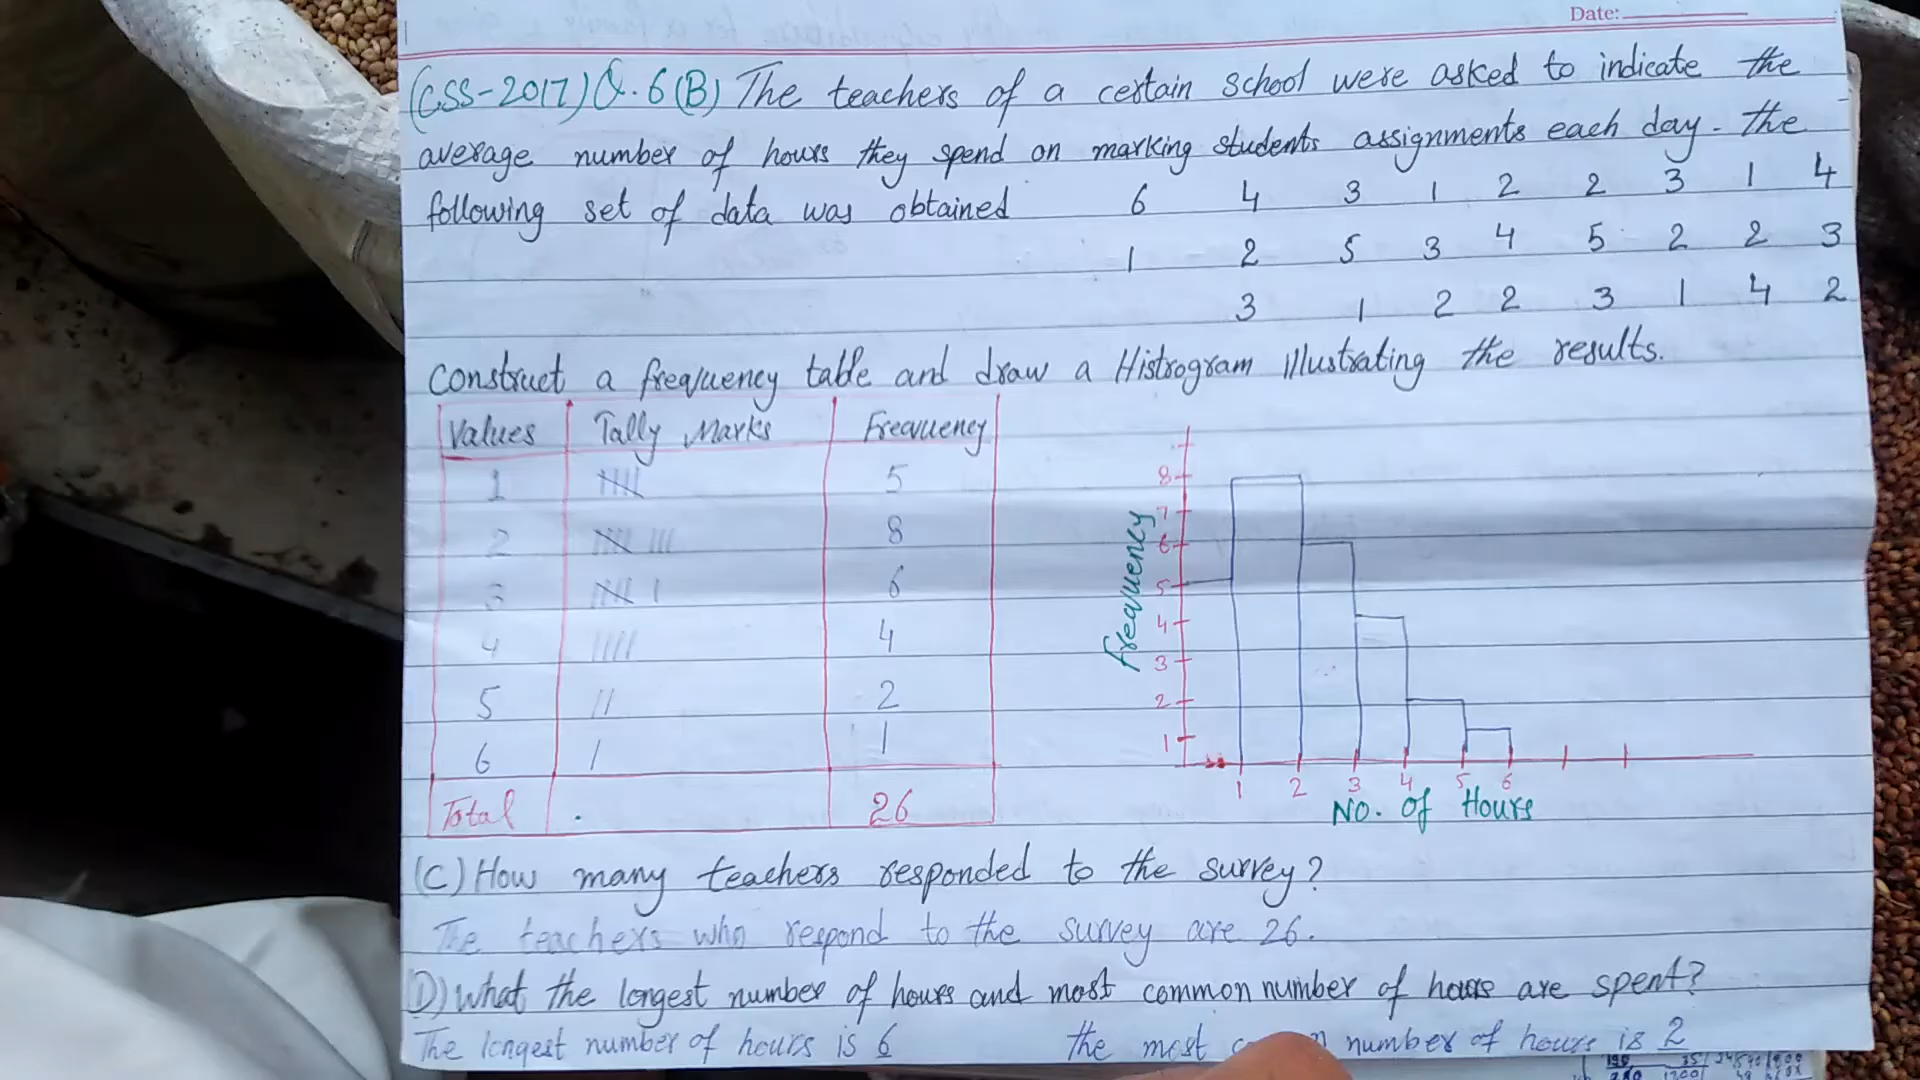 Date:
(CSS-2017) Q.6(B) The teachers of a certain school were asked to indicate the
average number of hours they spend on marking students assignments each day. The
following set of data was obtained 6 4 3 1 2 2 3 1 4
1 2 5 3 4 5 2 2 3
3 1 2 2 3 1 4 2
Construct a frequency table and draw a Histrogram illustrating the results.
Values Tally Marks Frequency
1 5
2 8
3 6
4 4
5 2
6 1
Total . 26
Frequency
8
7
6
5
4
3
2
1
1 2 3 4 5 6
No. of Hours
(C) How many teachers responded to the survey?
The teachers who respond to the survey are 26.
D) What the longest number of hours and most common number of hours are spent?
The longest number of hours is 6 the most number of hours is 2